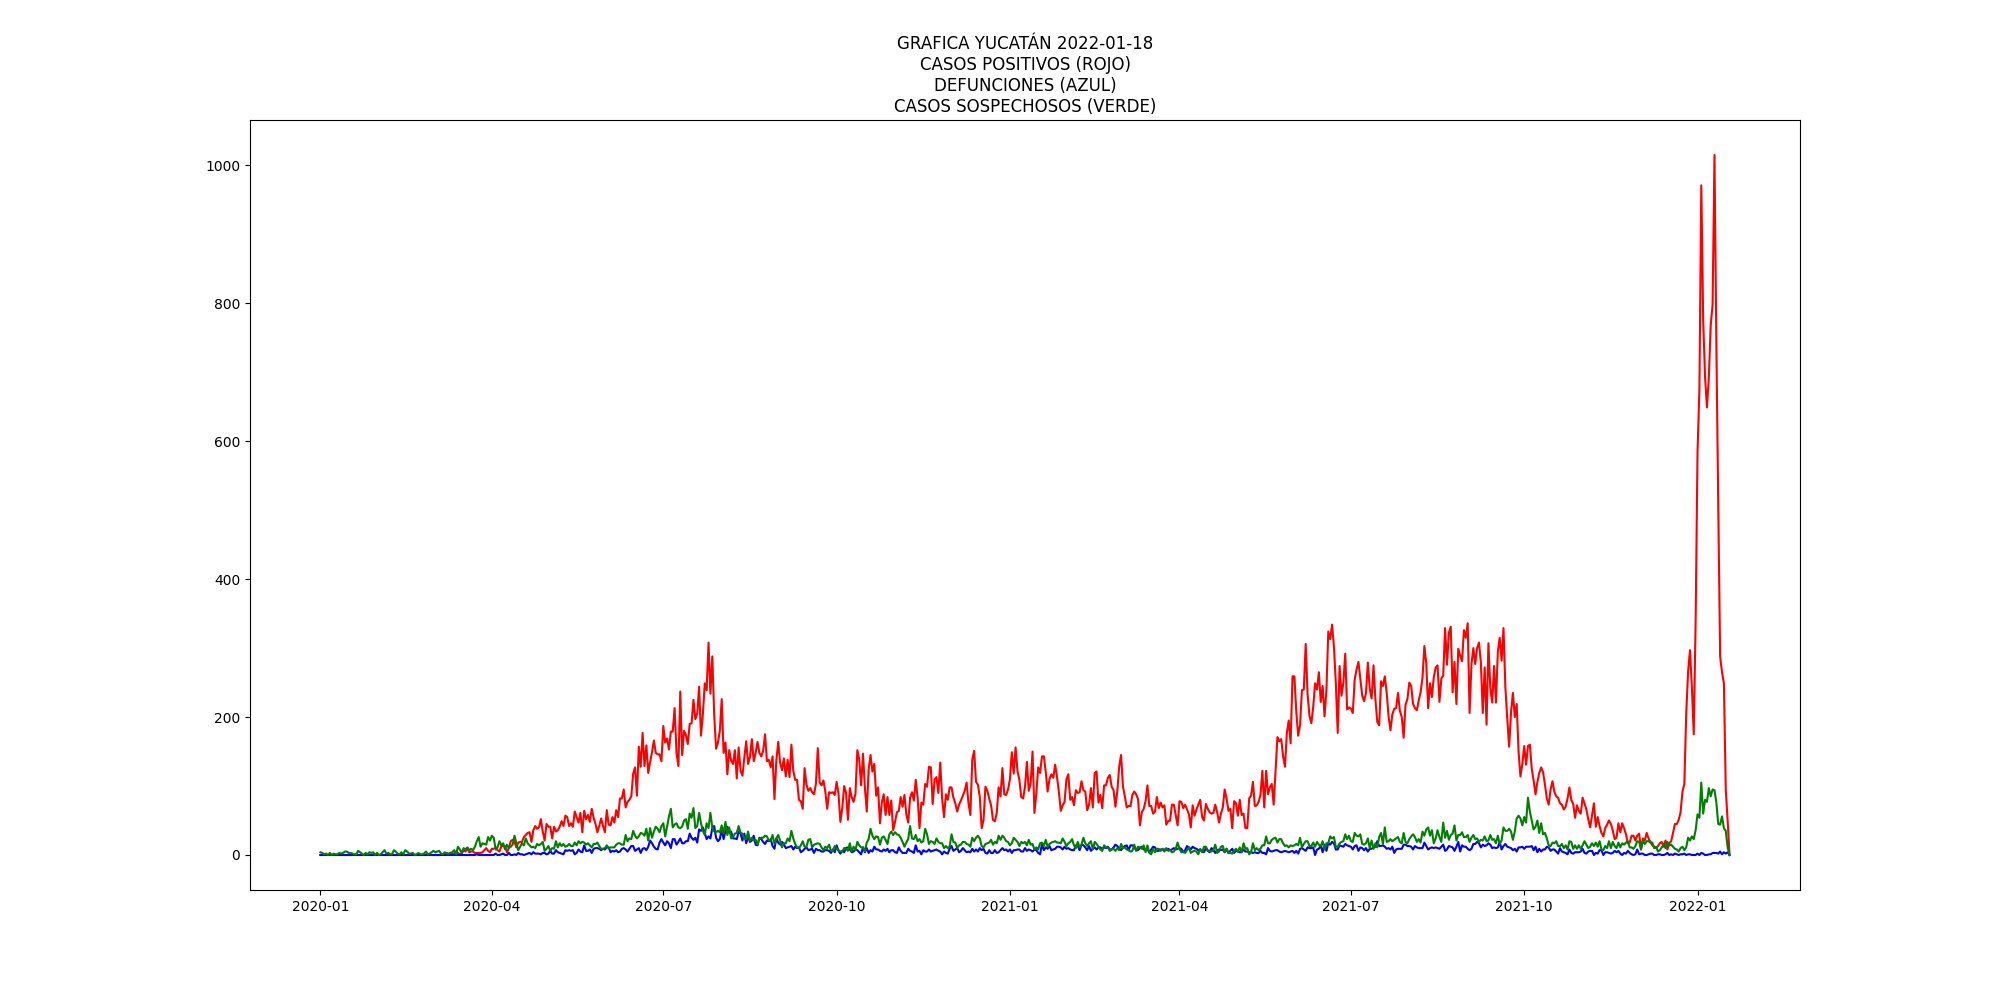 GRAFICA YUCATÁN 2022-01-18
CASOS POSITIVOS (ROJO)
DEFUNCIONES (AZUL)
CASOS SOSPECHOSOS (VERDE)
1000
800
600
400
200
0
2020-01 2020-04 2020-07 2020-10 2021-01 2021-04 2021-07 2021-10 2022-01